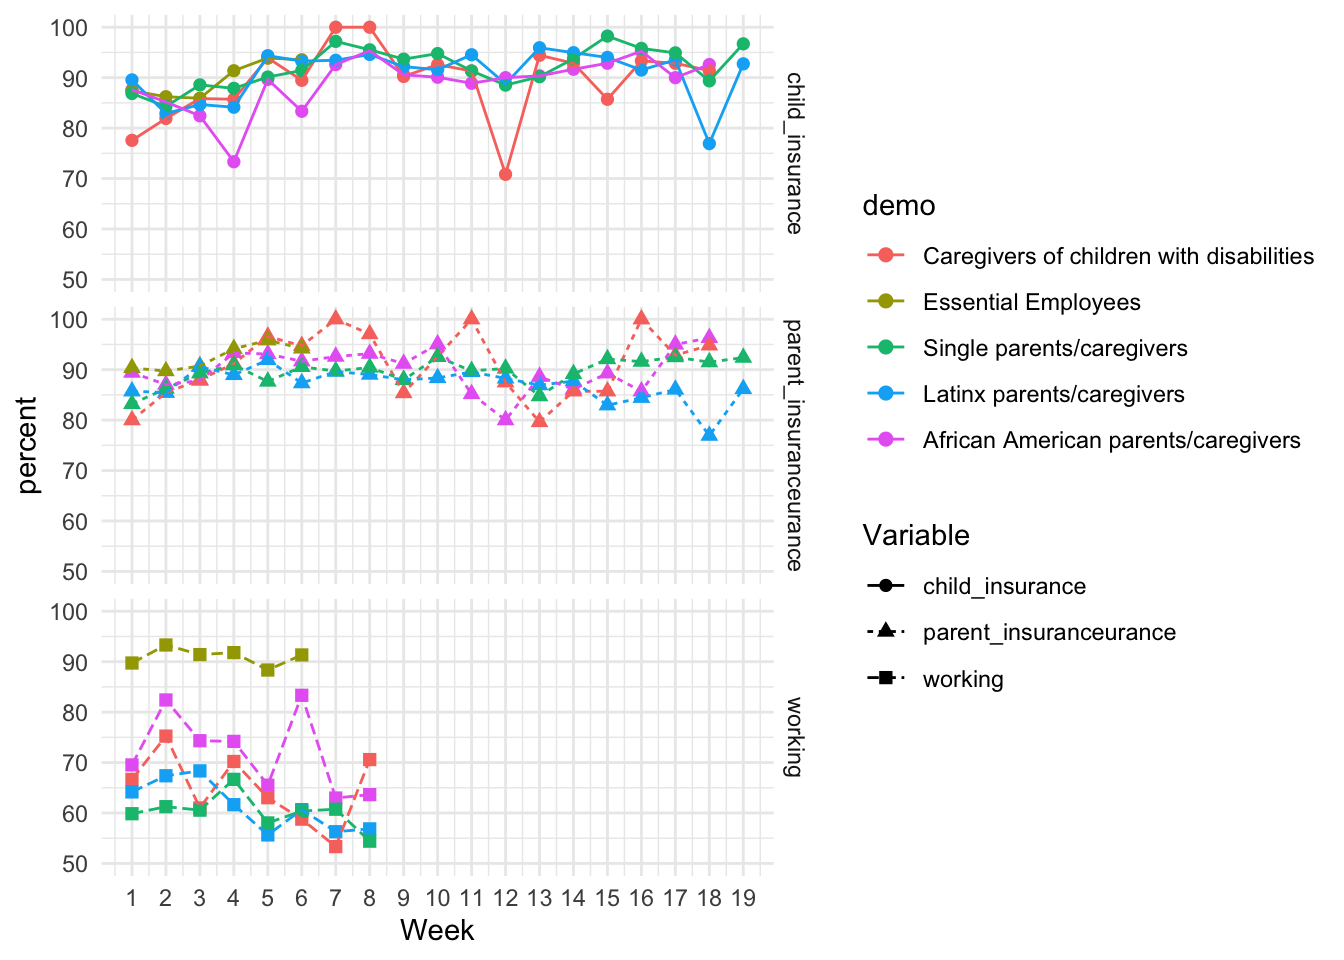 percent
100
90
80
70
60
50
child_insurance
100
90
80
70
60
50
parent_insuranceurance
100
90
80
70
60
50
working
1 2 3 4 5 6 7 8 9 10 11 12 13 14 15 16 17 18 19
Week
demo
Caregivers of children with disabilities
Essential Employees
Single parents/caregivers
Latinx parents/caregivers
African American parents/caregivers
Variable
child_insurance
parent_insuranceurance
working